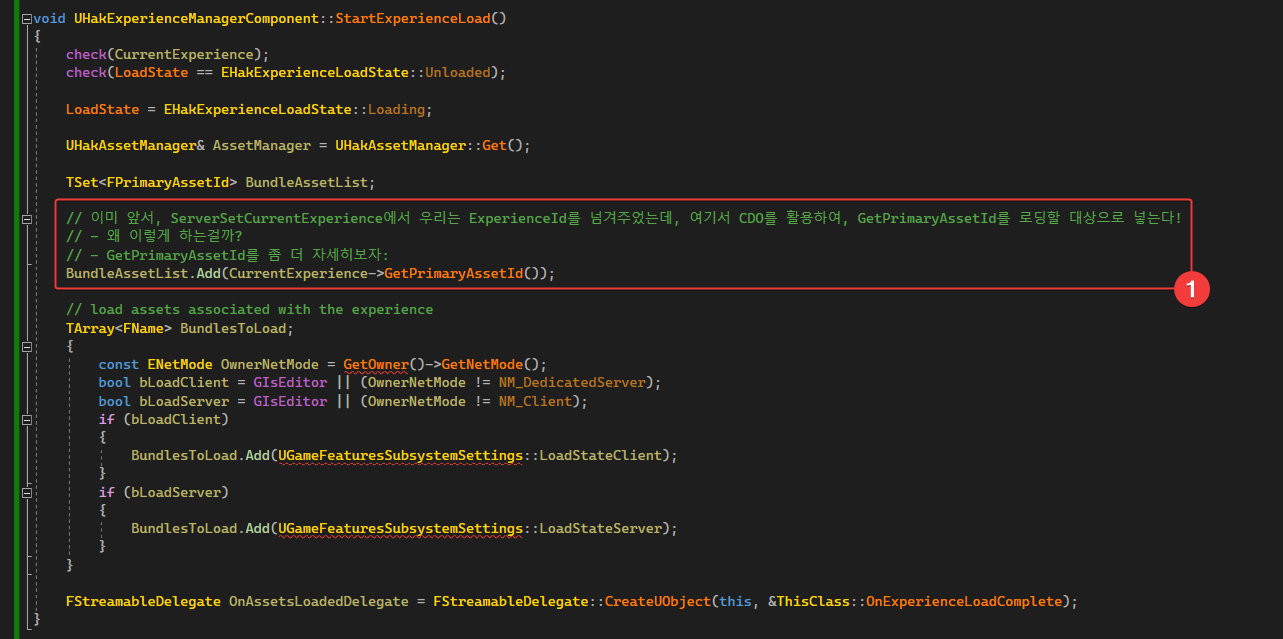 void UHakExperienceManagerComponent::StartExperienceLoad()
{
check(CurrentExperience);
check(LoadState == EHakExperienceLoadState::Unloaded);
LoadState = EHakExperienceLoadState::Loading;
UHakAssetManager& AssetManager = UHakAssetManager::Get();
TSet<FPrimaryAssetId> BundleAssetList;
// 이미 앞서, ServerSetCurrentExperience에서 우리는 ExperienceId를 넘겨주었는데, 여기서 CDO를 활용하여, GetPrimaryAssetId를 로딩할 대상으로 넣는다!
// - 왜 이렇게 하는걸까?
// - GetPrimaryAssetId를 좀 더 자세히보자:
BundleAssetList.Add(CurrentExperience->GetPrimaryAssetId());
1
// load assets associated with the experience
TArray<FName> BundlesToLoad;
{
const ENetMode OwnerNetMode = GetOwner()->GetNetMode();
bool bLoadClient = GIsEditor || (OwnerNetMode != NM_DedicatedServer);
bool bLoadServer = GIsEditor || (OwnerNetMode != NM_Client);
if (bLoadClient)
{
BundlesToLoad.Add(UGameFeaturesSubsystemSettings::LoadStateClient);
}
if (bLoadServer)
{
BundlesToLoad.Add(UGameFeaturesSubsystemSettings::LoadStateServer);
}
}
FStreamableDelegate OnAssetsLoadedDelegate = FStreamableDelegate::CreateUObject(this, &ThisClass::OnExperienceLoadComplete);
}